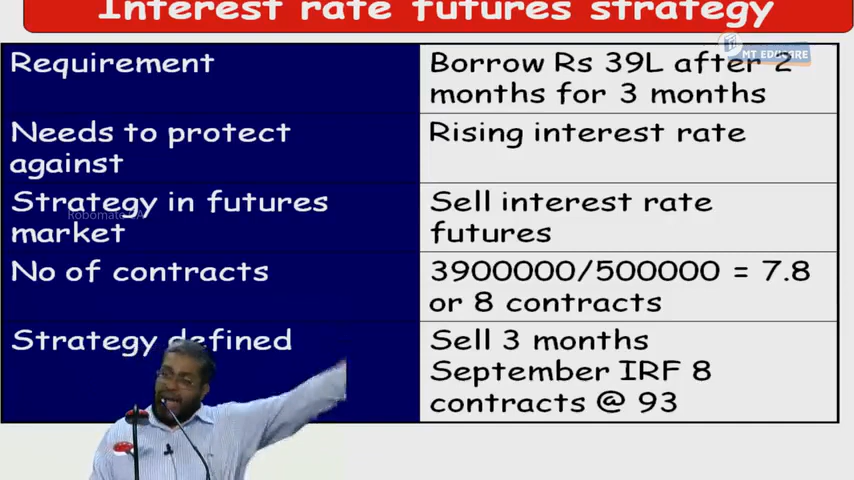 Interest rate futures strategy
MT EDUCARE
Requirement
Borrow Rs 39L after 2
months for 3 months
Needs to protect
against
Rising interest rate
Strategy in futures
market
Robomate CA
Sell interest rate
futures
No of contracts
3900000/500000 = 7.8
or 8 contracts
Strategy defined
Sell 3 months
September IRF 8
contracts @ 93